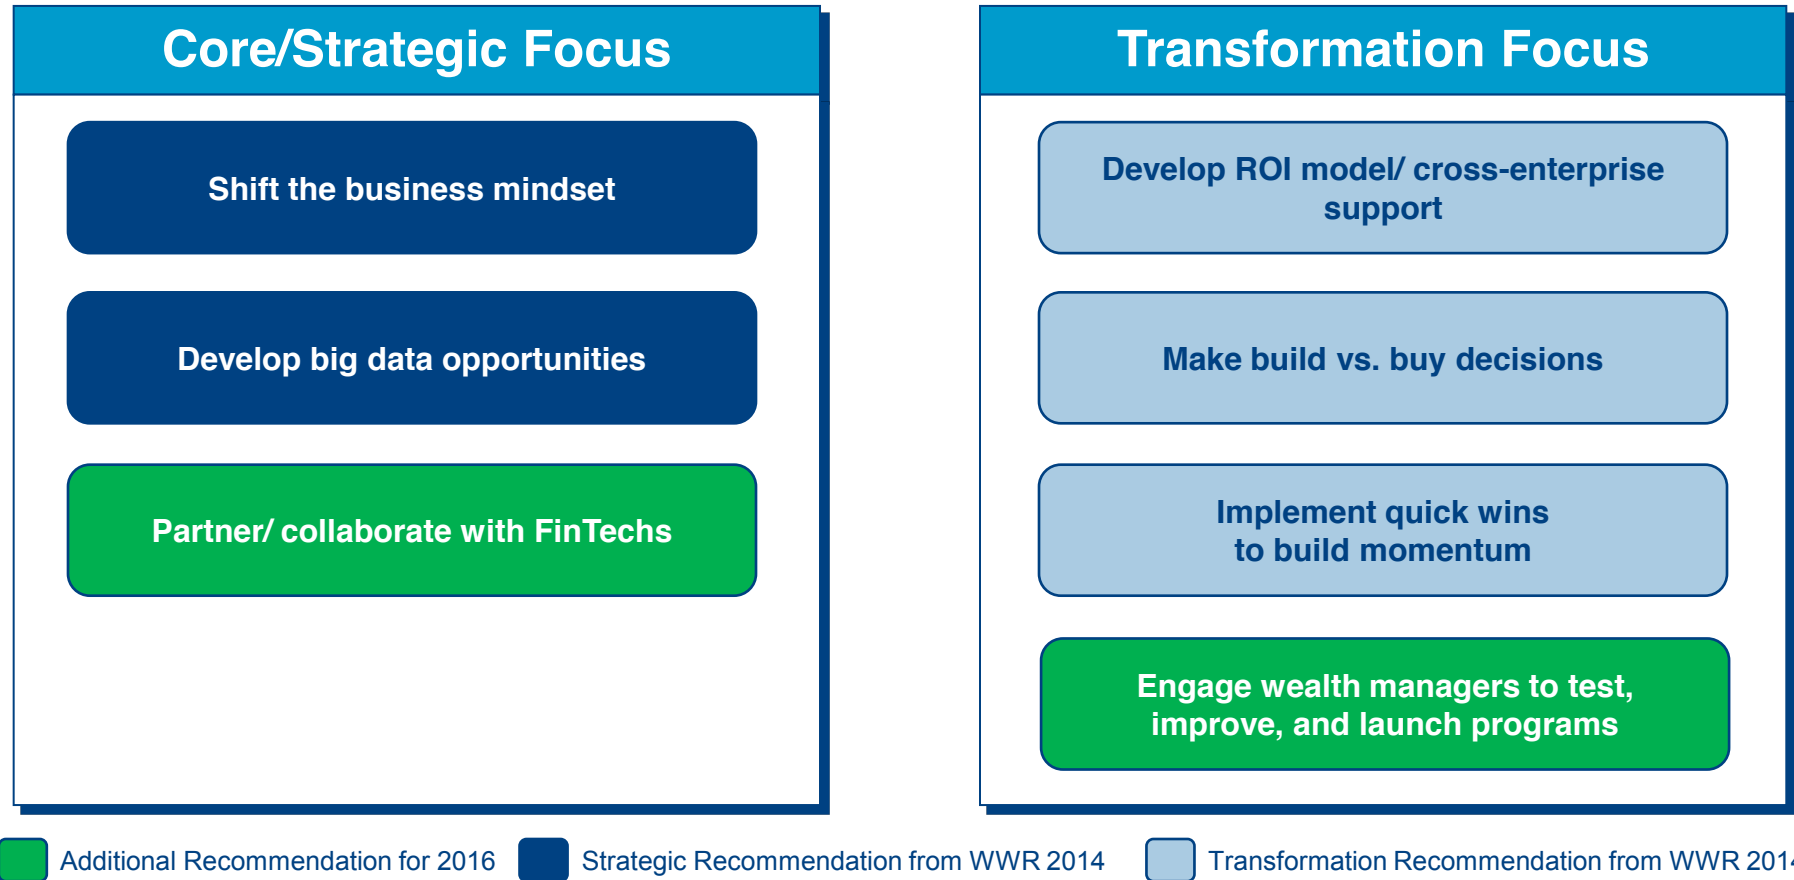 Core/Strategic Focus
Shift the business mindset
Develop big data opportunities
Partner/ collaborate with FinTechs
Transformation Focus
Develop ROI model/ cross-enterprise
support
Make build vs. buy decisions
Implement quick wins
to build momentum
Engage wealth managers to test,
improve, and launch programs
Additional Recommendation for 2016
Strategic Recommendation from WWR 2014
Transformation Recommendation from WWR 2014